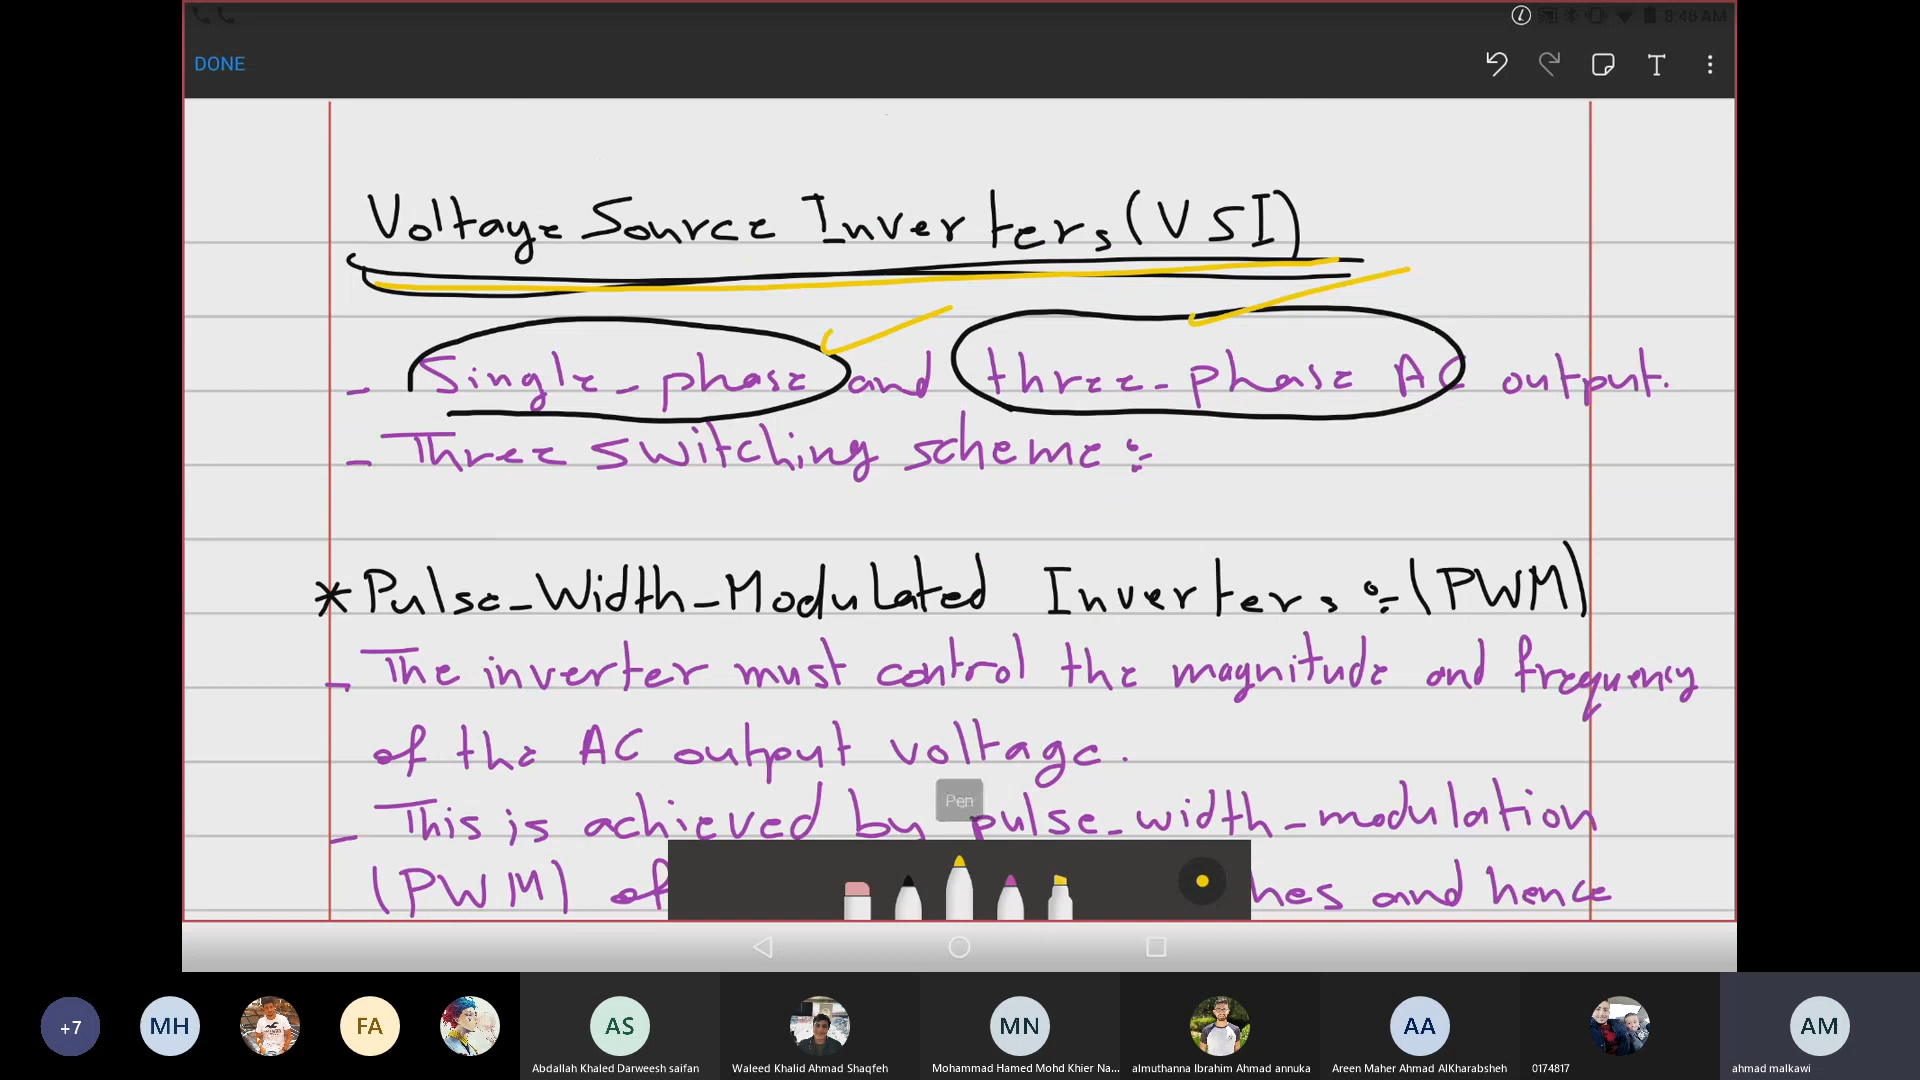 8:46 AM
DONE
T
Voltage Source Inverters (VSI)
- Single-phase and three-phase AC output.
- Three switching scheme :-
* Pulse-Width-Modulated Inverters :- (PWM)
- The inverter must control the magnitude and frequency
of the AC output voltage.
Pen
- This is achieved by pulse-width-modulation
(PWM) of hes and hence
+7
MH
FA
AS
MN
AA
AM
Abdallah Khaled Darweesh saifan
Waleed Khalid Ahmad Shaqfeh
Mohammad Hamed Mohd Khier Na...
almuthanna Ibrahim Ahmad annuka
Areen Maher Ahmad AlKharabsheh
0174817
ahmad malkawi